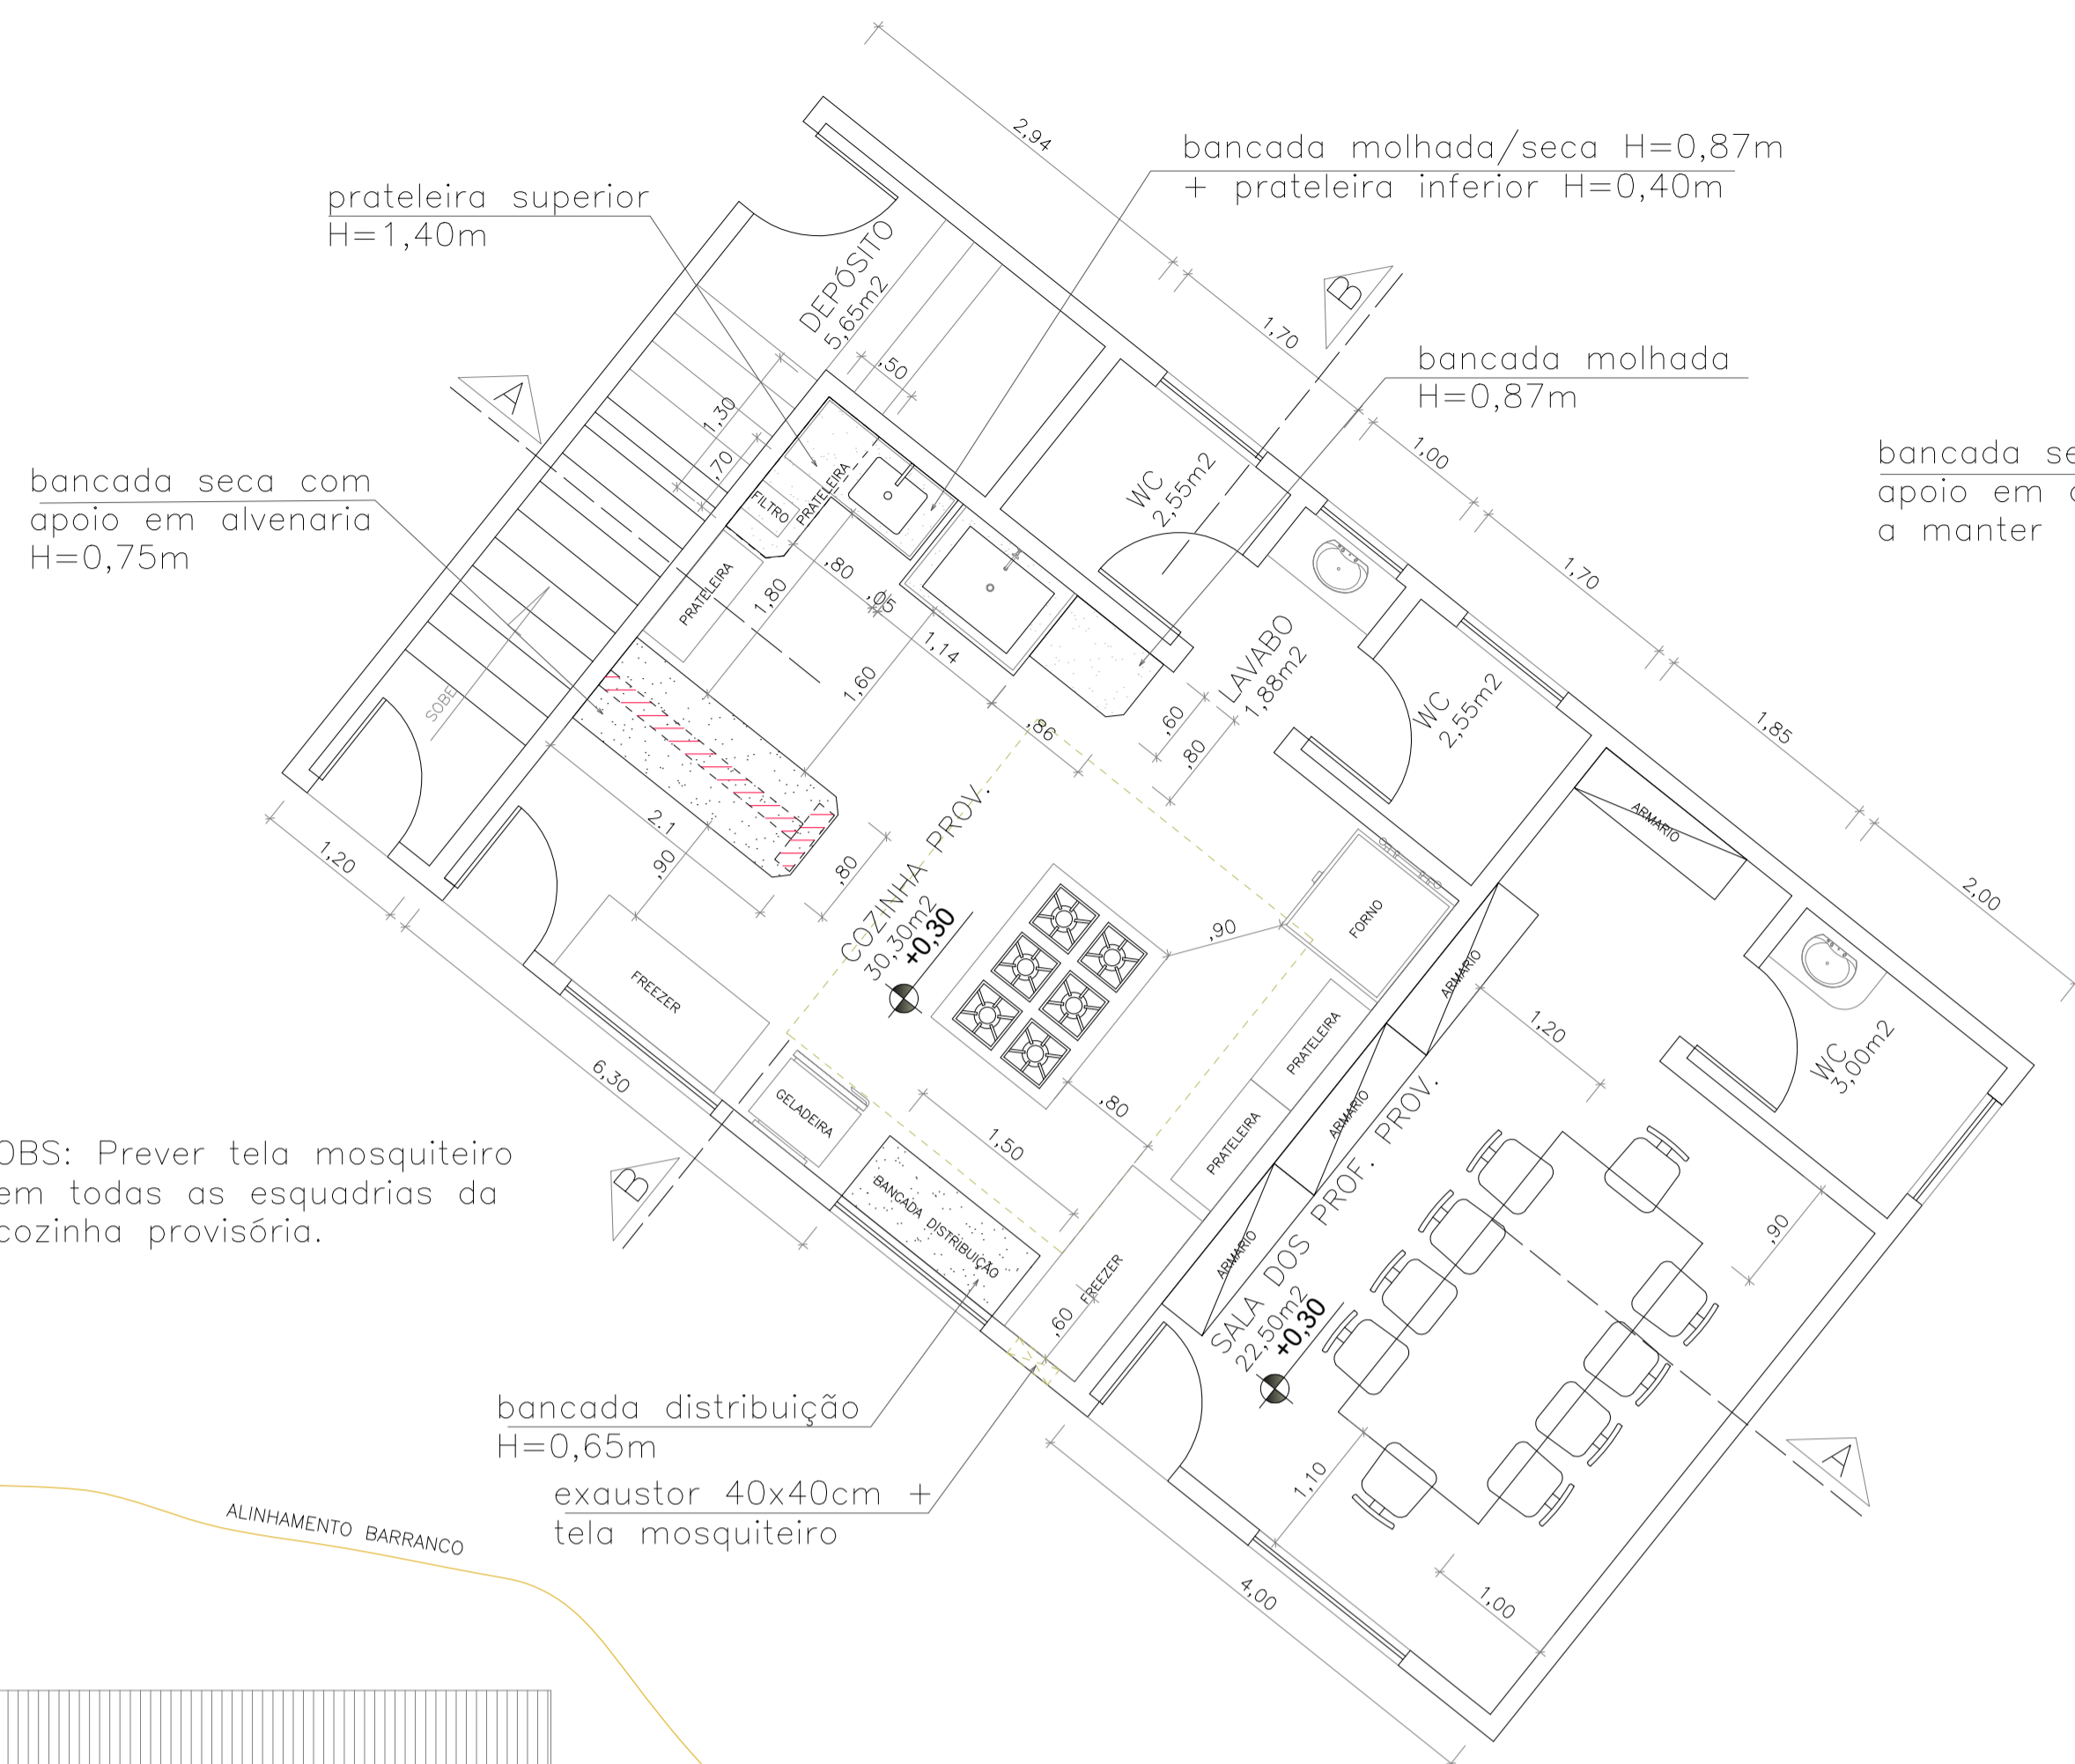 2,94
bancada molhada/seca H=0,87m
+ prateleira inferior H=0,40m
prateleira superior
H=1,40m
DEPÓSITO
5,65m2
B
1,70
bancada molhada
H=0,87m
,50
A
1,30
,70
1,00
bancada seca com
apoio em alvenaria
H=0,75m
a manter
apoio em
FILTRO
PRATELEIRA
WC
2,55m2
PRATELEIRA
,80
,05
1,80
1,70
1,14
1,60
LAVABO
1,88m2
WC
2,55m2
SOBE
,86
,60
,80
1,85
2.1
,90
,80
1,20
COZINHA PROV.
30,30m2
+0,30
ARMARIO
2,00
FORNO
,90
FREEZER
ARMARIO
1,20
WC
3,00m2
6,30
GELADEIRA
,80
PRATELEIRA
PRATELEIRA
1,50
ARMARIO
OBS: Prever tela mosquiteiro
em todas as esquadrias da
cozinha provisória.
B
BANCADA DISTRIBUIÇÃO
FREEZER
ARMARIO
,60
SALA DOS PROF. PROV.
22,50m2
+0,30
,90
bancada distribuição
H=0,65m
exaustor 40x40cm +
tela mosquiteiro
A
1,10
4,00
1,00
ALINHAMENTO BARRANCO